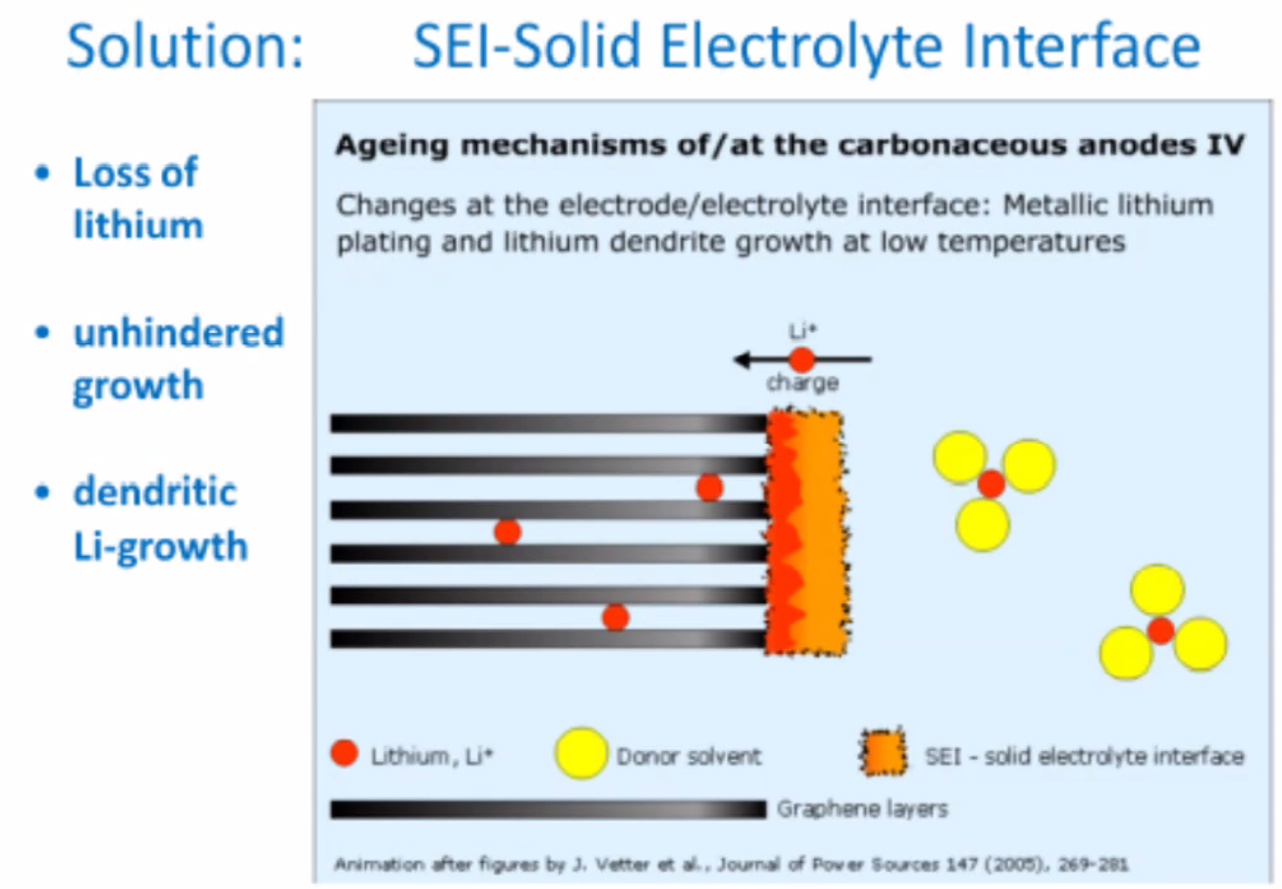 Solution: SEI-Solid Electrolyte Interface
• Loss of
lithium
• unhindered
growth
• dendritic
Li-growth
Ageing mechanisms of/at the carbonaceous anodes IV
Changes at the electrode/electrolyte interface: Metallic lithium
plating and lithium dendrite growth at low temperatures
Li⁺
charge
Lithium, Li⁺
Donor solvent
SEI - solid electrolyte interface
Graphene layers
Animation after figures by J. Vetter et al., Journal of Power Sources 147 (2005), 269-281